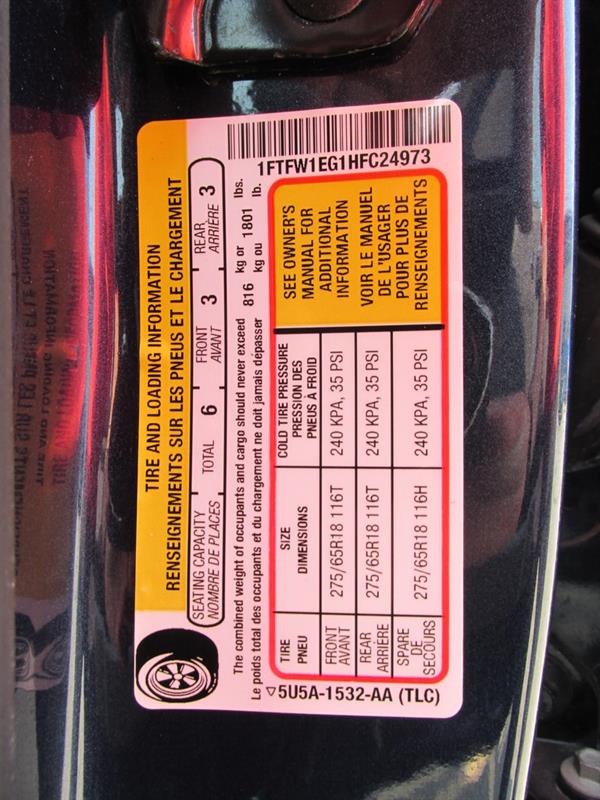 TIRE AND LOADING INFORMATION
RENSEIGNEMENTS SUR LES PNEUS ET LE CHARGEMENT
1FTFW1EG1HFC24973
SEATING CAPACITY
NOMBRE DE PLACES
TOTAL 6
FRONT
AVANT 3
REAR
ARRIÈRE 3
The combined weight of occupants and cargo should never exceed 816 kg or 1801 lbs.
Le poids total des occupants et du chargement ne doit jamais dépasser kg ou lb.
TIRE
PNEU
SIZE
DIMENSIONS
COLD TIRE PRESSURE
PRESSION DES
PNEUS À FROID
FRONT
AVANT
275/65R18 116T
240 KPA, 35 PSI
REAR
ARRIÈRE
275/65R18 116T
240 KPA, 35 PSI
SPARE
DE
SECOURS
275/65R18 116H
240 KPA, 35 PSI
SEE OWNER'S
MANUAL FOR
ADDITIONAL
INFORMATION
VOIR LE MANUEL
DE L'USAGER
POUR PLUS DE
RENSEIGNEMENTS
5U5A-1532-AA (TLC)